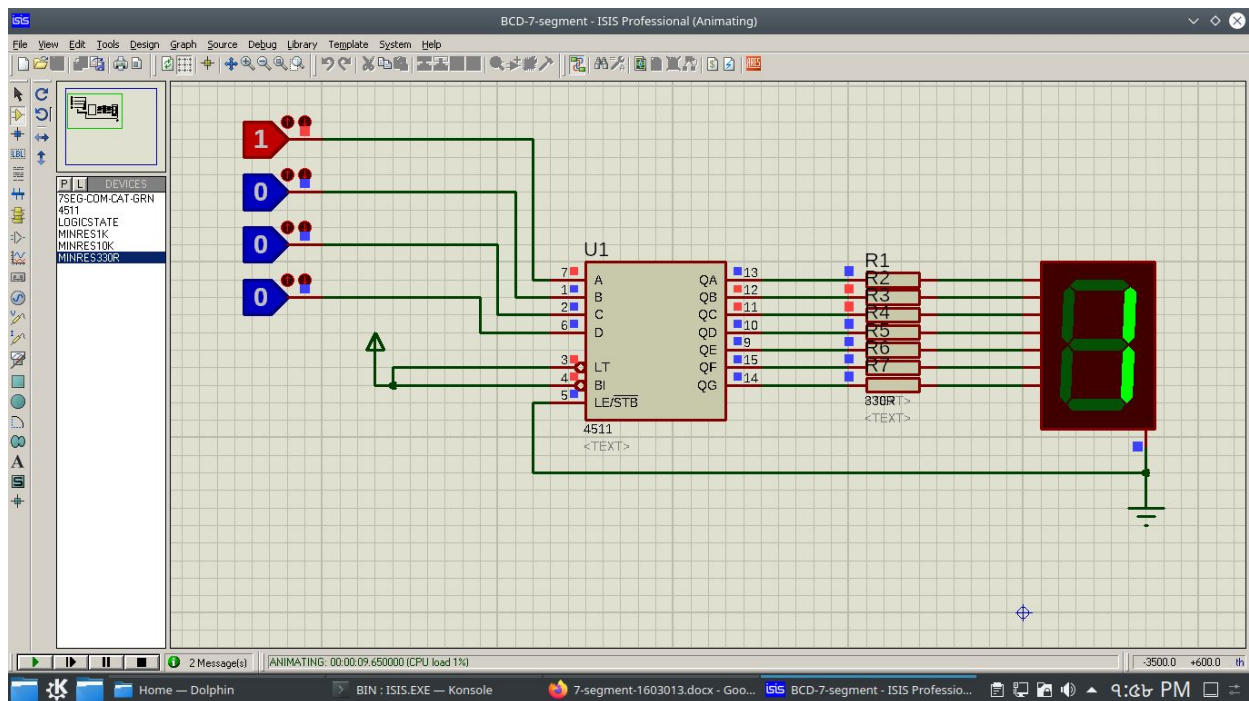 isis
BCD-7-segment - ISIS Professional (Animating)
File View Edit Tools Design Graph Source Debug Library Template System Help
P L DEVICES
7SEG-COM-CAT-GRN
4511
LOGICSTATE
MINRES1K
MINRES10K
MINRES330R
LBL
A
S
1
0
0
0
U1
7 A QA 13
1 B QB 12
2 C QC 11
6 D QD 10
QE 9
3 LT QF 15
4 BI QG 14
5 LE/STB
4511
<TEXT>
R1
R2
R3
R4
R5
R6
R7
330R
<TEXT>
2 Message(s)
ANIMATING: 00:00:09.650000 (CPU load 1%)
-3500.0 +600.0 th
Home — Dolphin
BIN : ISIS.EXE — Konsole
7-segment-1603013.docx - Goo...
isis BCD-7-segment - ISIS Professio...
৭:৫৮ PM